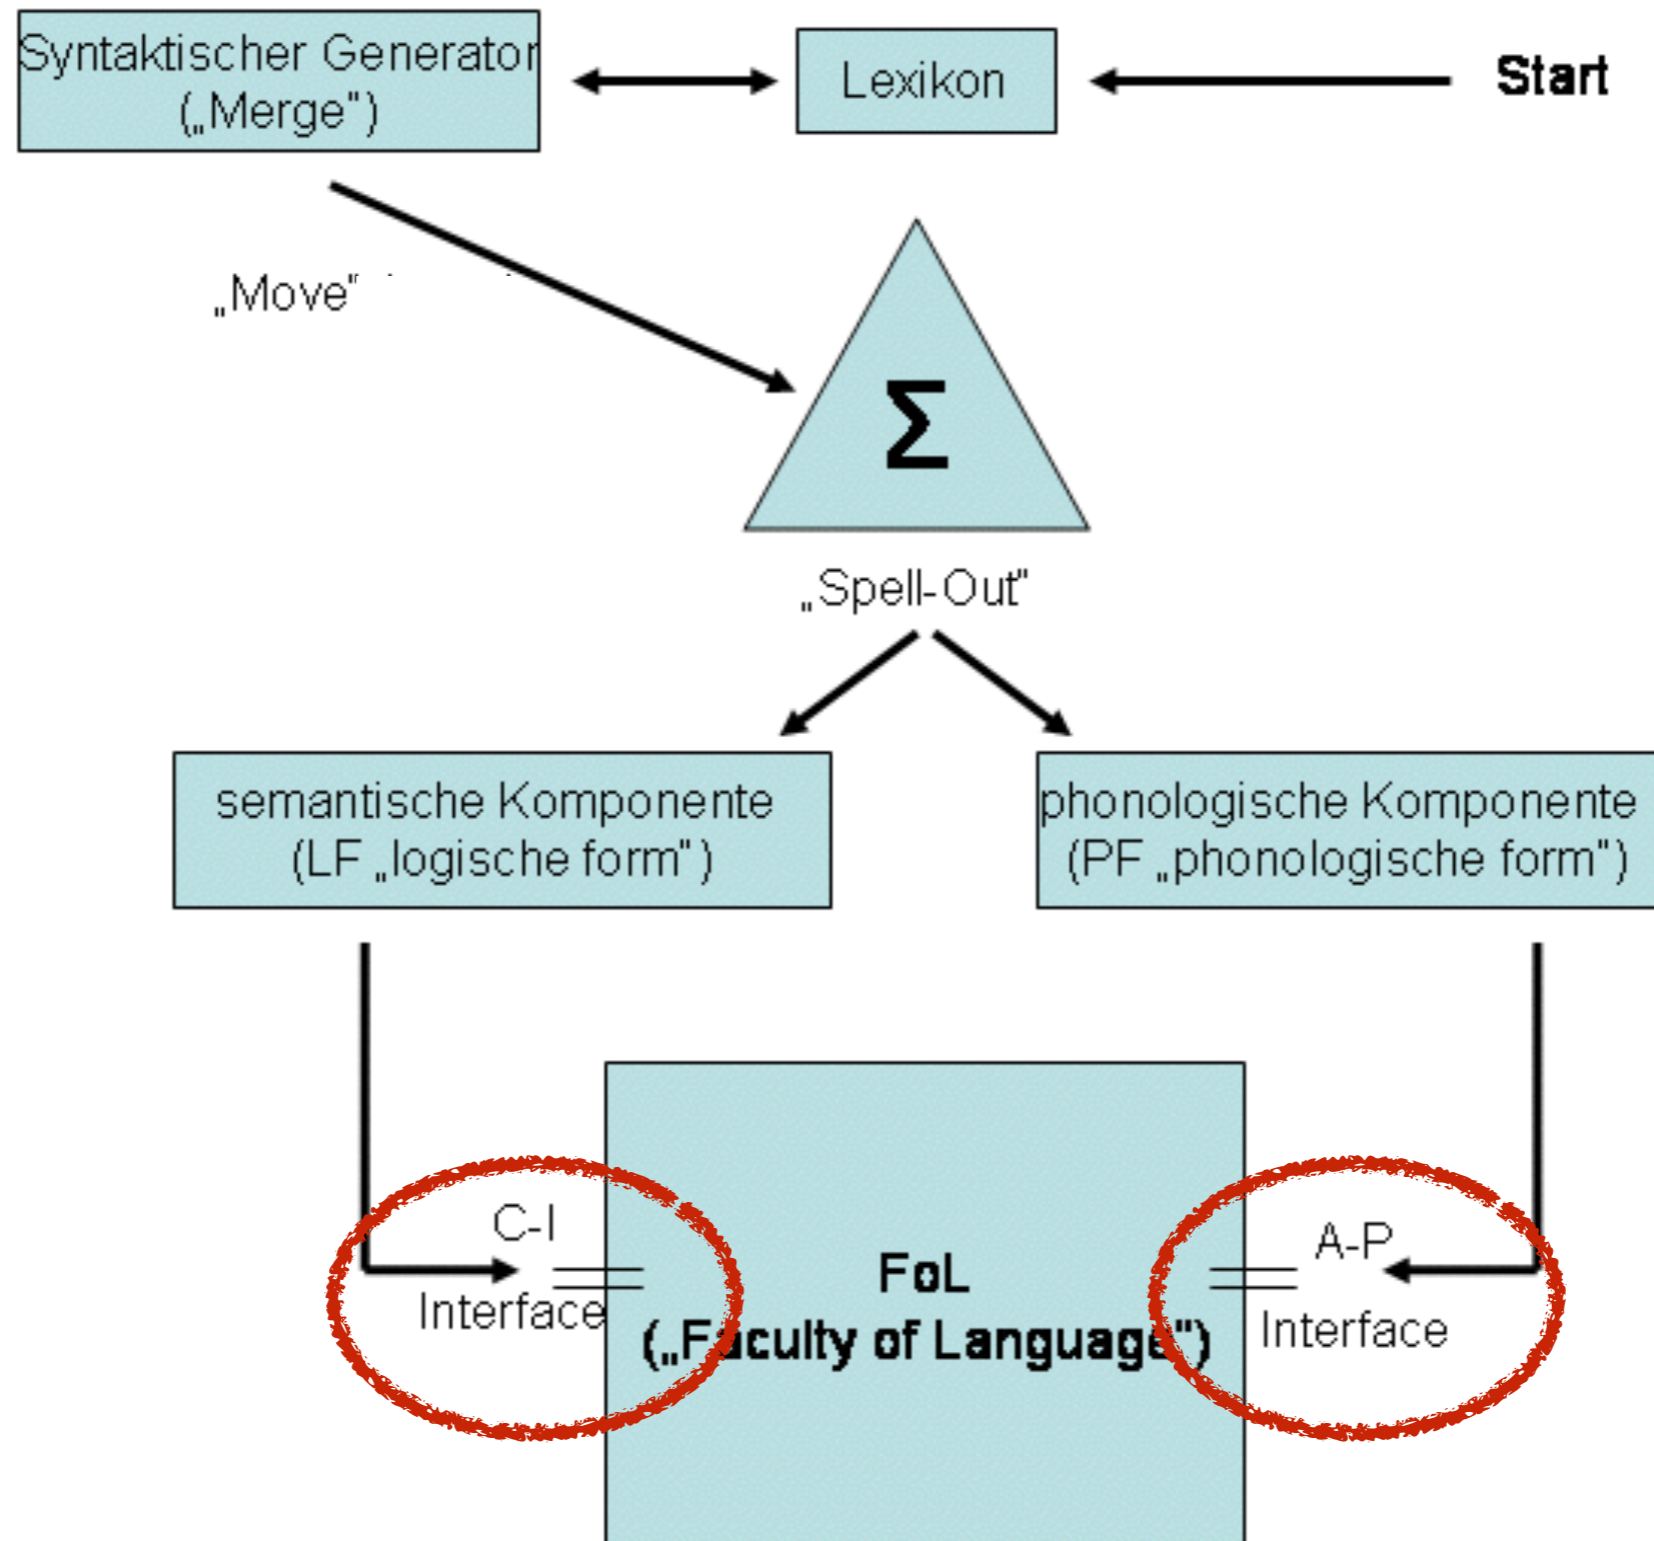 Syntaktischer Generator
(„Merge")
Lexikon
Start
„Move"
Σ
„Spell-Out"
semantische Komponente
(LF „logische form")
phonologische Komponente
(PF „phonologische form")
C-I
Interface
FoL
(„Faculty of Language")
A-P
Interface